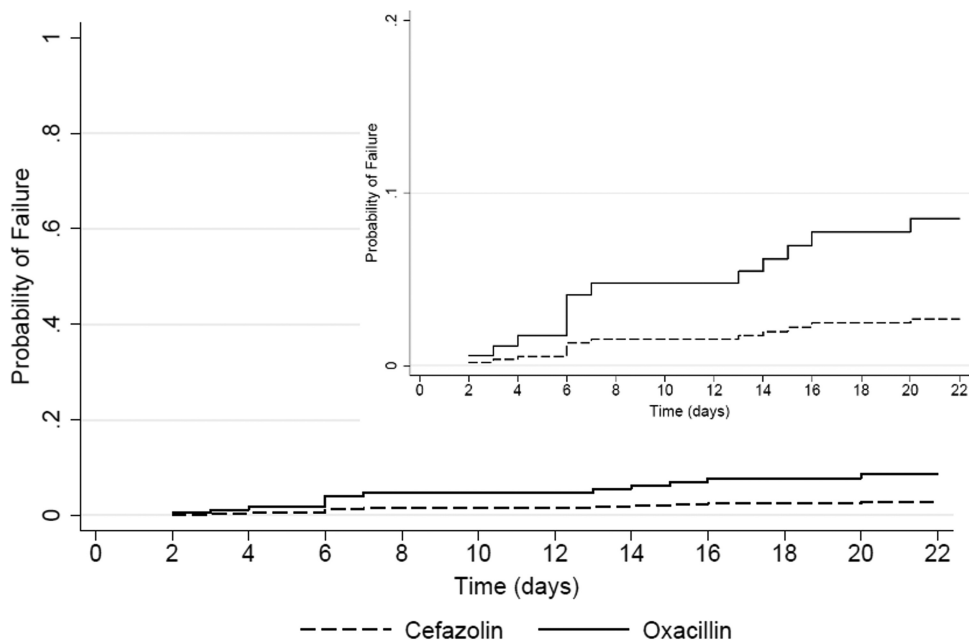 Probability of Failure
1
.8
.6
.4
.2
0
0 2 4 6 8 10 12 14 16 18 20 22
Time (days)
Probability of Failure
.2
.1
0
0 2 4 6 8 10 12 14 16 18 20 22
Time (days)
Cefazolin Oxacillin